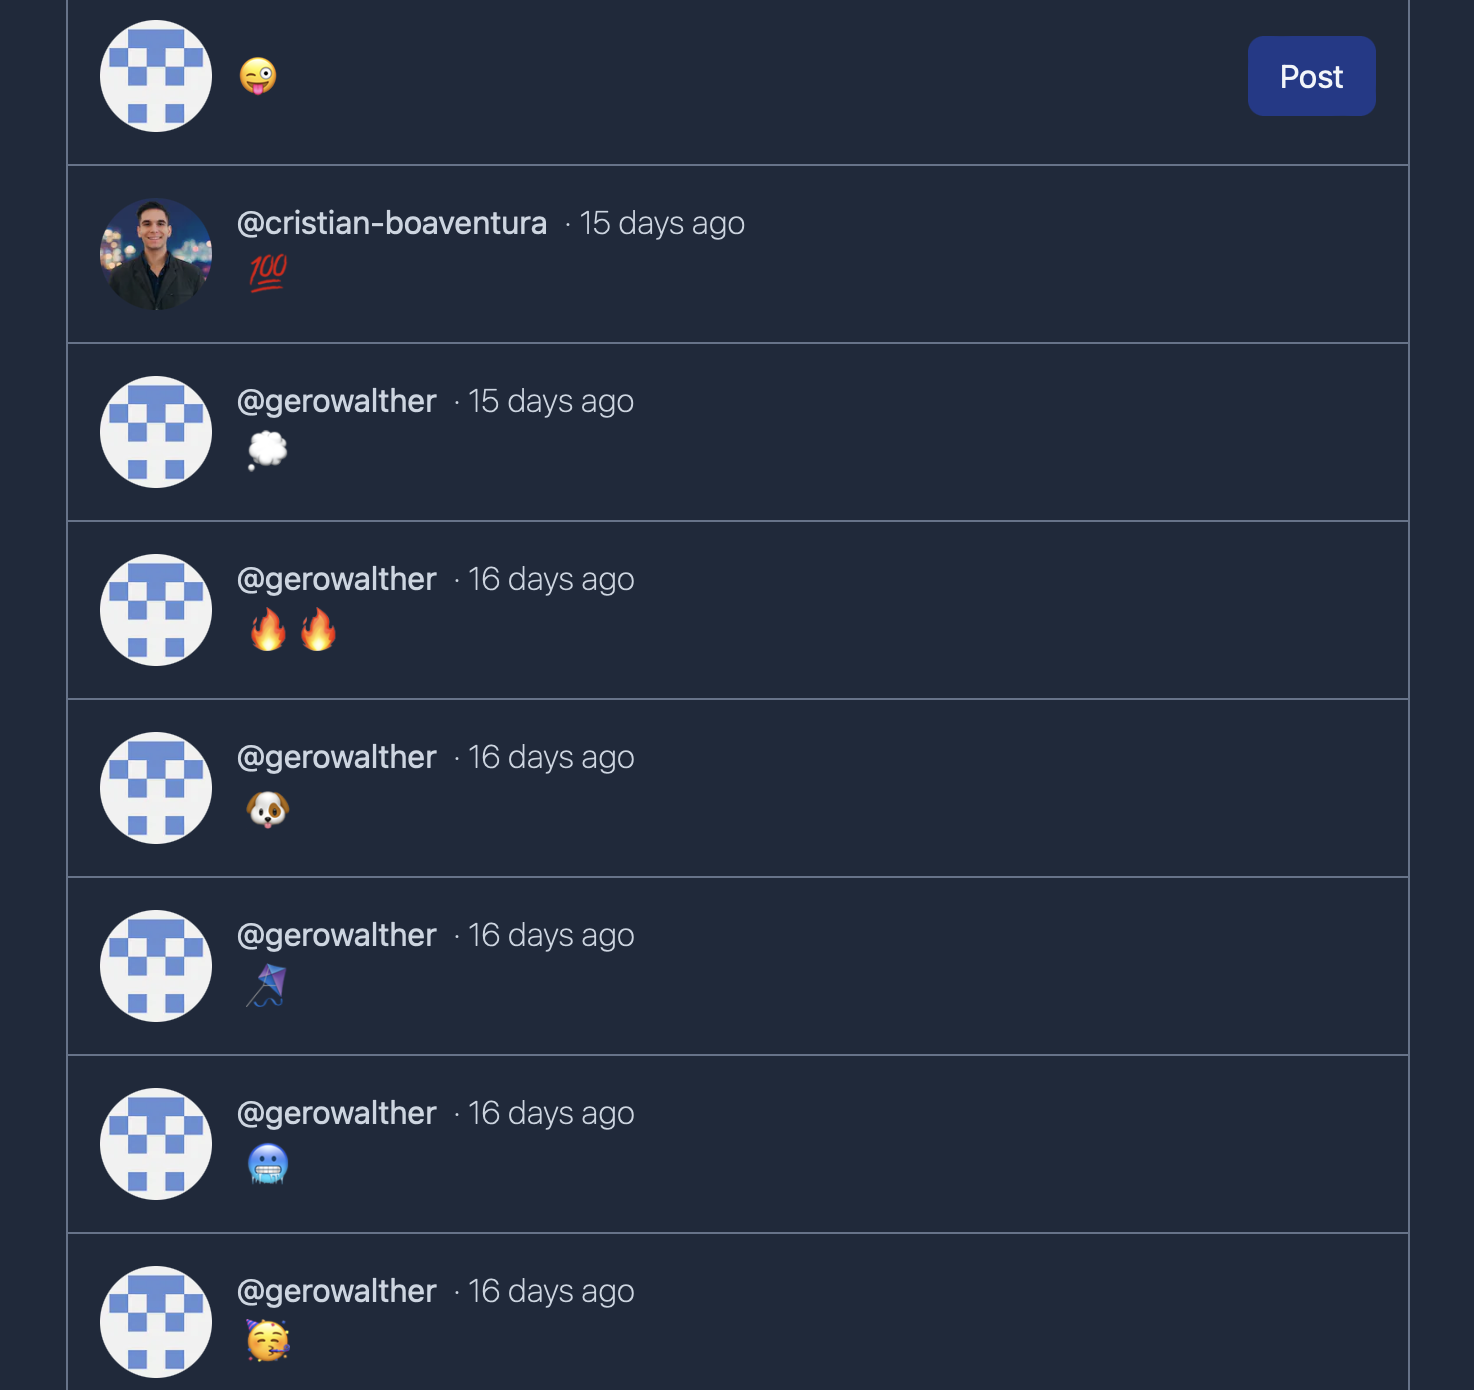 😜
Post
@cristian-boaventura · 15 days ago
💯
@gerowalther · 15 days ago
💭
@gerowalther · 16 days ago
🔥🔥
@gerowalther · 16 days ago
🐶
@gerowalther · 16 days ago
🪁
@gerowalther · 16 days ago
🥶
@gerowalther · 16 days ago
🥳